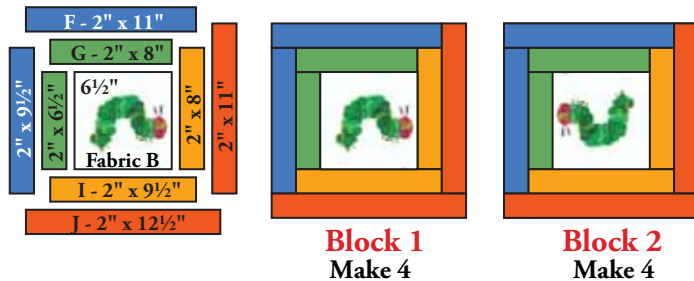 F - 2" x 11"
G - 2" x 8"
2" x 9½"
2" x 6½"
6½"
Fabric B
2" x 8"
2" x 11"
I - 2" x 9½"
J - 2" x 12½"
Block 1
Make 4
Block 2
Make 4